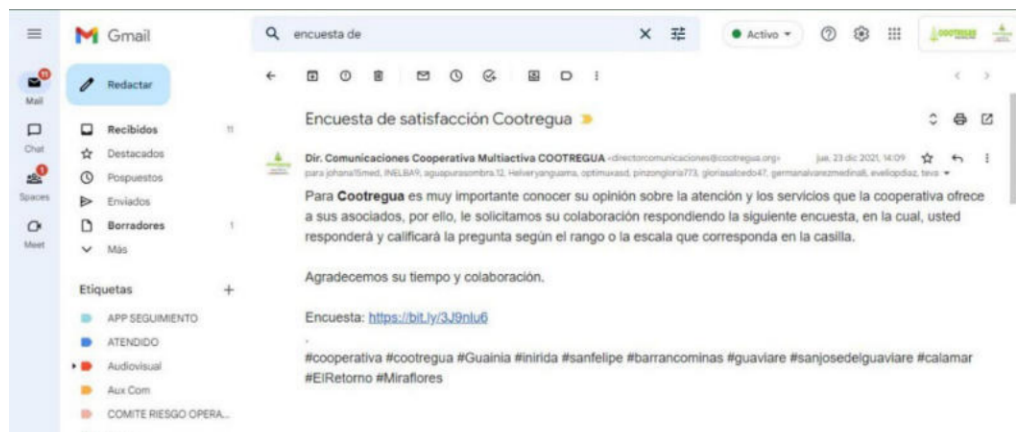 Gmail
encuesta de
Activo
COOTREGUA
Redactar
Mail
Encuesta de satisfacción Cootregua
Recibidos 11
Chat
Destacados
Dir. Comunicaciones Cooperativa Multiactiva COOTREGUA <directorcomunicaciones@cootregua.org> jue, 23 dic 2021, 14:09
Pospuestos
Spaces
Enviados
Para Cootregua es muy importante conocer su opinión sobre la atención y los servicios que la cooperativa ofrece
a sus asociados, por ello, le solicitamos su colaboración respondiendo la siguiente encuesta, en la cual, usted
responderá y calificará la pregunta según el rango o la escala que corresponda en la casilla.
Borradores 1
Meet
Más
Agradecemos su tiempo y colaboración.
Etiquetas
Encuesta: https://bit.ly/3J9nlu6
APP SEGUIMIENTO
ATENDIDO
#cooperativa #cootregua #Guainia #inirida #sanfelipe #barrancominas #guaviare #sanjosedelguaviare #calamar
#ElRetorno #Miraflores
Audiovisual
Aux Com
COMITE RIESGO OPERA...